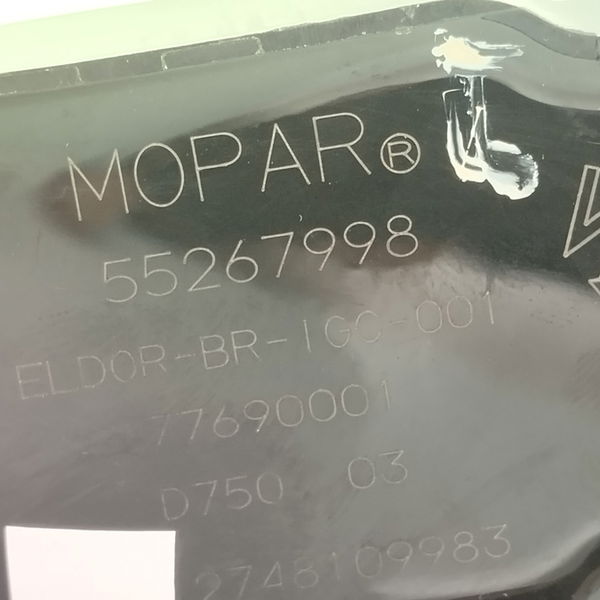 MOPAR®
55267998
ELDOR-BR-IGC-001
77690001
D750 03
2748109983